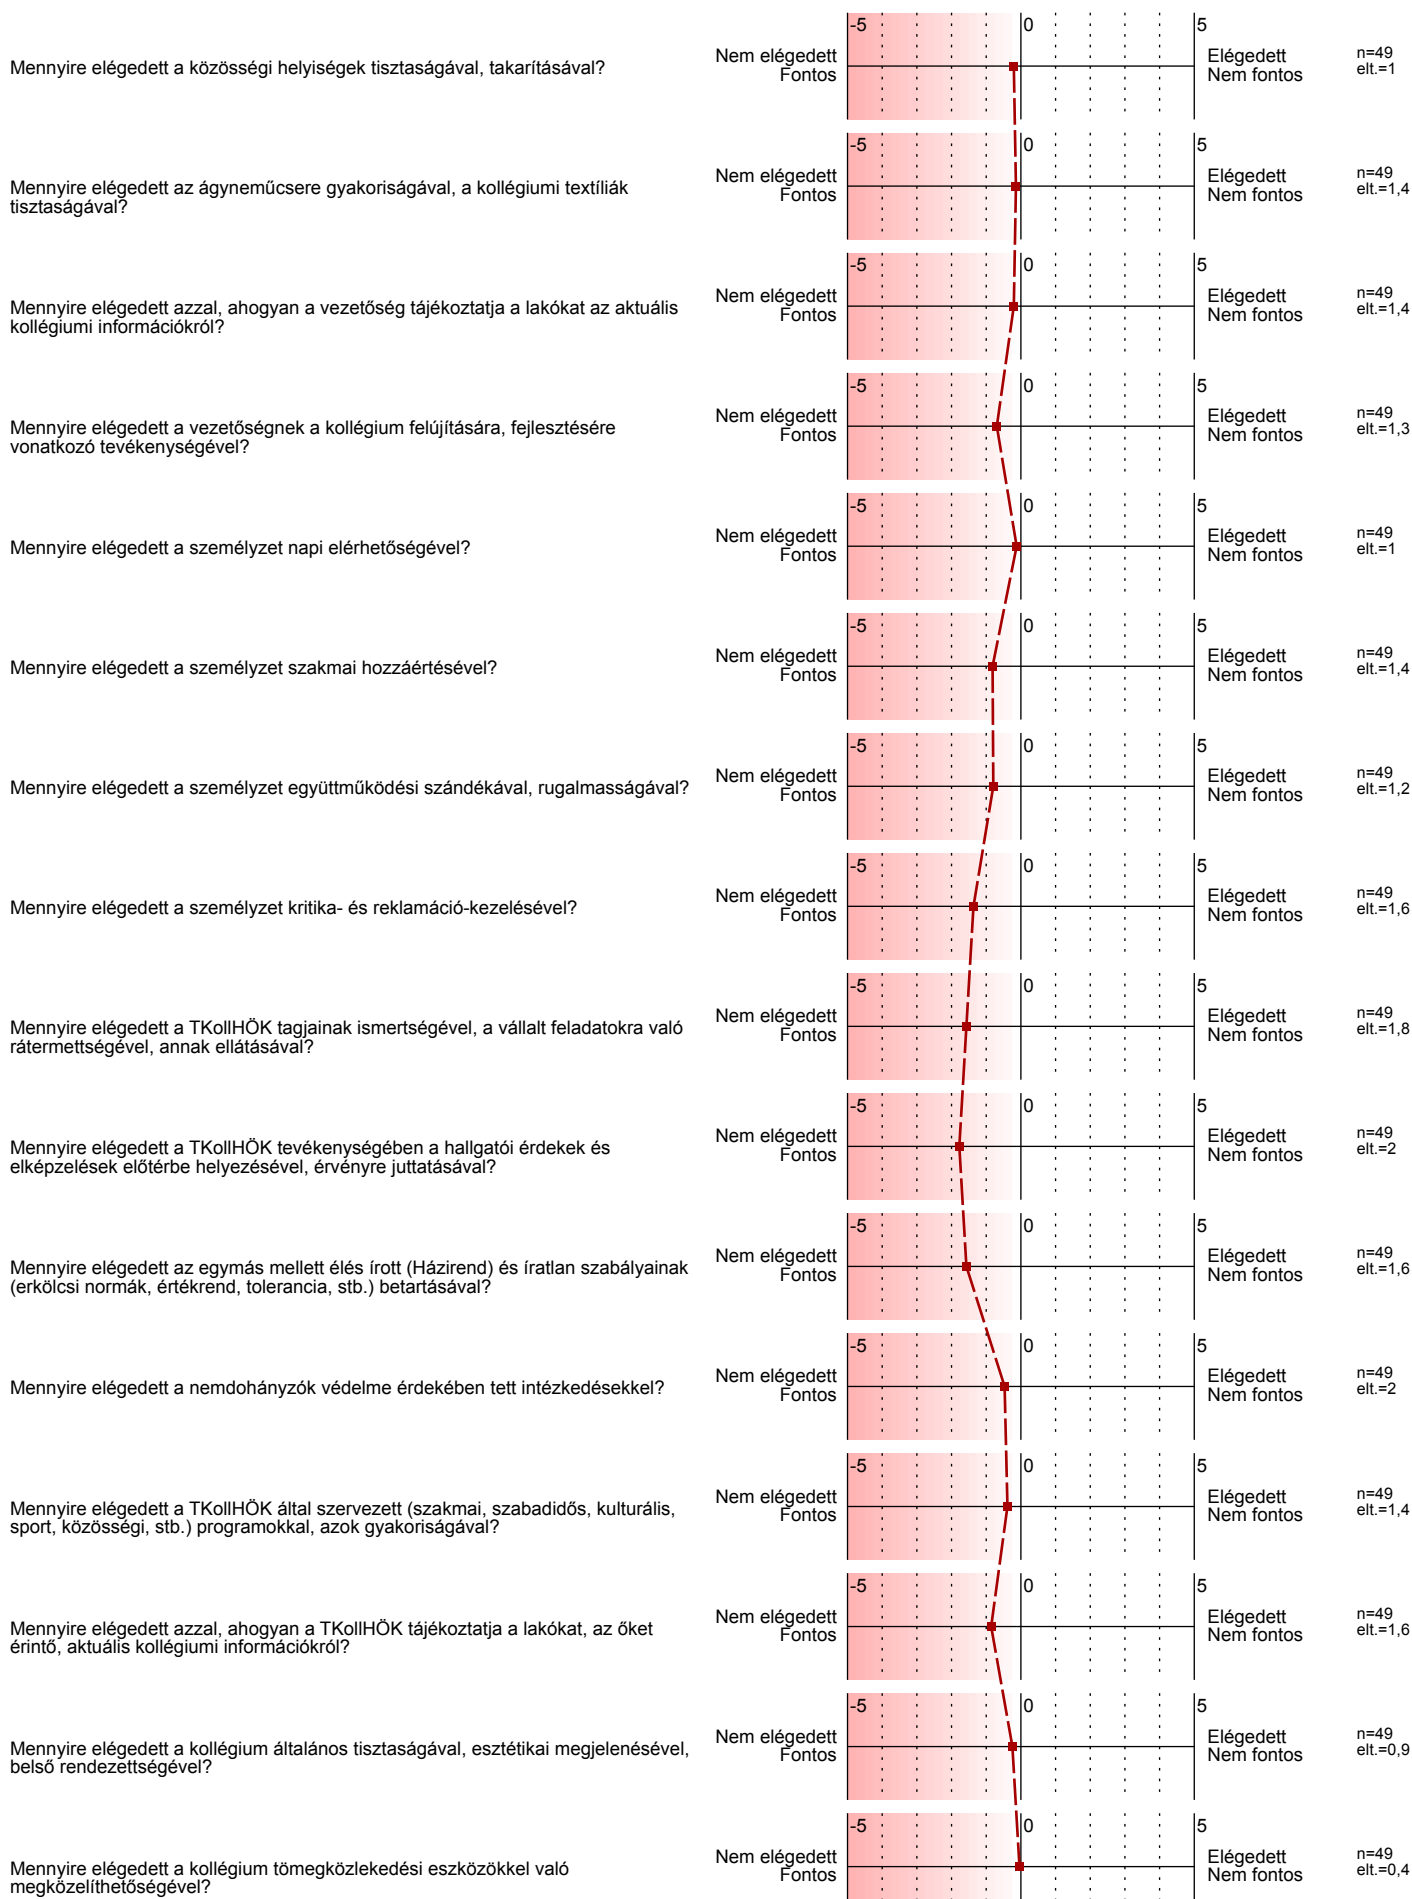 -5 0 5
Mennyire elégedett a közösségi helyiségek tisztaságával, takarításával?
Nem elégedett
Fontos
Elégedett
Nem fontos
n=49
elt.=1
-5 0 5
Mennyire elégedett az ágyneműcsere gyakoriságával, a kollégiumi textíliák
tisztaságával?
Nem elégedett
Fontos
Elégedett
Nem fontos
n=49
elt.=1,4
-5 0 5
Mennyire elégedett azzal, ahogyan a vezetőség tájékoztatja a lakókat az aktuális
kollégiumi információkról?
Nem elégedett
Fontos
Elégedett
Nem fontos
n=49
elt.=1,4
-5 0 5
Mennyire elégedett a vezetőségnek a kollégium felújítására, fejlesztésére
vonatkozó tevékenységével?
Nem elégedett
Fontos
Elégedett
Nem fontos
n=49
elt.=1,3
-5 0 5
Mennyire elégedett a személyzet napi elérhetőségével?
Nem elégedett
Fontos
Elégedett
Nem fontos
n=49
elt.=1
-5 0 5
Mennyire elégedett a személyzet szakmai hozzáértésével?
Nem elégedett
Fontos
Elégedett
Nem fontos
n=49
elt.=1,4
-5 0 5
Mennyire elégedett a személyzet együttműködési szándékával, rugalmasságával?
Nem elégedett
Fontos
Elégedett
Nem fontos
n=49
elt.=1,2
-5 0 5
Mennyire elégedett a személyzet kritika- és reklamáció-kezelésével?
Nem elégedett
Fontos
Elégedett
Nem fontos
n=49
elt.=1,6
-5 0 5
Mennyire elégedett a TKollHÖK tagjainak ismertségével, a vállalt feladatokra való
rátermettségével, annak ellátásával?
Nem elégedett
Fontos
Elégedett
Nem fontos
n=49
elt.=1,8
-5 0 5
Mennyire elégedett a TKollHÖK tevékenységében a hallgatói érdekek és
elképzelések előtérbe helyezésével, érvényre juttatásával?
Nem elégedett
Fontos
Elégedett
Nem fontos
n=49
elt.=2
-5 0 5
Mennyire elégedett az egymás mellett élés írott (Házirend) és íratlan szabályainak
(erkölcsi normák, értékrend, tolerancia, stb.) betartásával?
Nem elégedett
Fontos
Elégedett
Nem fontos
n=49
elt.=1,6
-5 0 5
Mennyire elégedett a nemdohányzók védelme érdekében tett intézkedésekkel?
Nem elégedett
Fontos
Elégedett
Nem fontos
n=49
elt.=2
-5 0 5
Mennyire elégedett a TKollHÖK által szervezett (szakmai, szabadidős, kulturális,
sport, közösségi, stb.) programokkal, azok gyakoriságával?
Nem elégedett
Fontos
Elégedett
Nem fontos
n=49
elt.=1,4
-5 0 5
Mennyire elégedett azzal, ahogyan a TKollHÖK tájékoztatja a lakókat, az őket
érintő, aktuális kollégiumi információkról?
Nem elégedett
Fontos
Elégedett
Nem fontos
n=49
elt.=1,6
-5 0 5
Mennyire elégedett a kollégium általános tisztaságával, esztétikai megjelenésével,
belső rendezettségével?
Nem elégedett
Fontos
Elégedett
Nem fontos
n=49
elt.=0,9
-5 0 5
Mennyire elégedett a kollégium tömegközlekedési eszközökkel való
megközelíthetőségével?
Nem elégedett
Fontos
Elégedett
Nem fontos
n=49
elt.=0,4